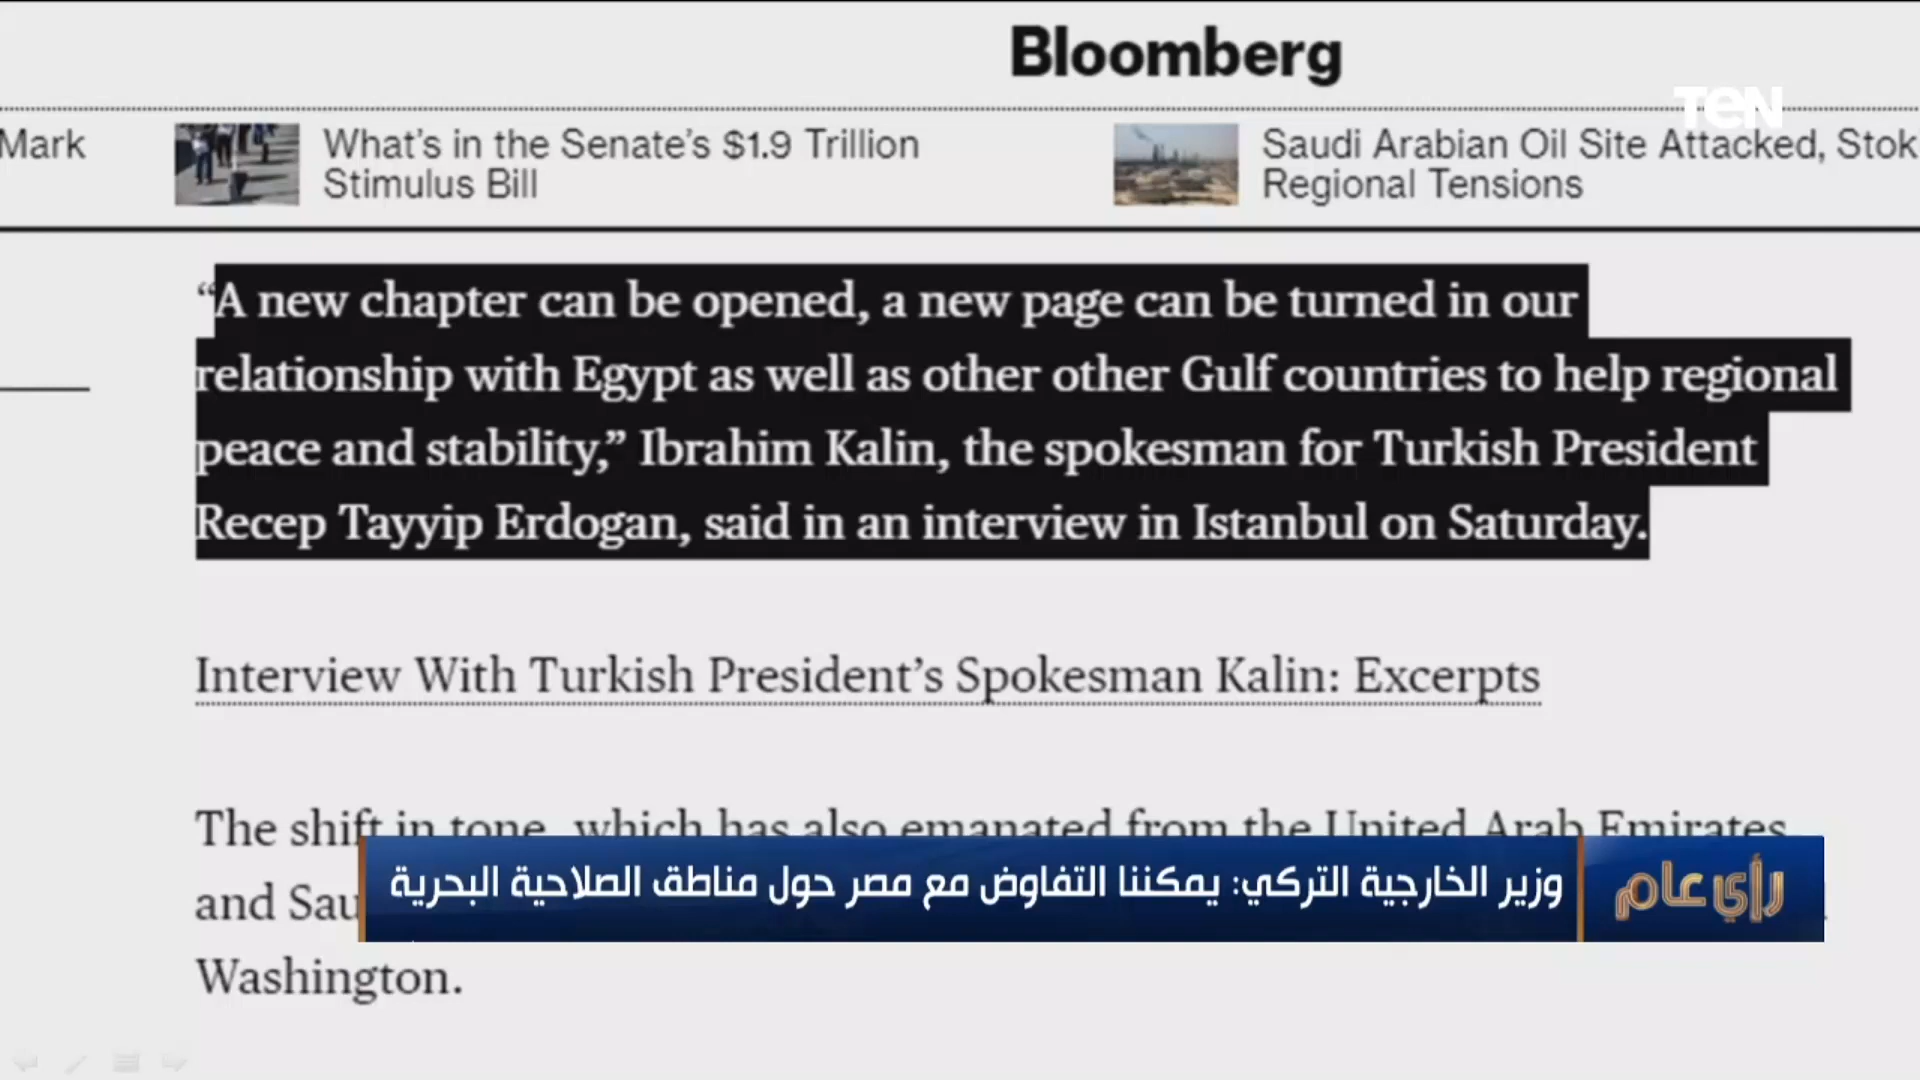 Bloomberg
TEN
Mark
What's in the Senate's $1.9 Trillion
Stimulus Bill
Saudi Arabian Oil Site Attacked, Stok
Regional Tensions
“A new chapter can be opened, a new page can be turned in our
relationship with Egypt as well as other other Gulf countries to help regional
peace and stability,” Ibrahim Kalin, the spokesman for Turkish President
Recep Tayyip Erdogan, said in an interview in Istanbul on Saturday.
Interview With Turkish President’s Spokesman Kalin: Excerpts
The shift in tone, which has also emanated from the United Arab Emirates
and Sau
رأي عام
وزير الخارجية التركي: يمكننا التفاوض مع مصر حول مناطق الصلاحية البحرية
Washington.